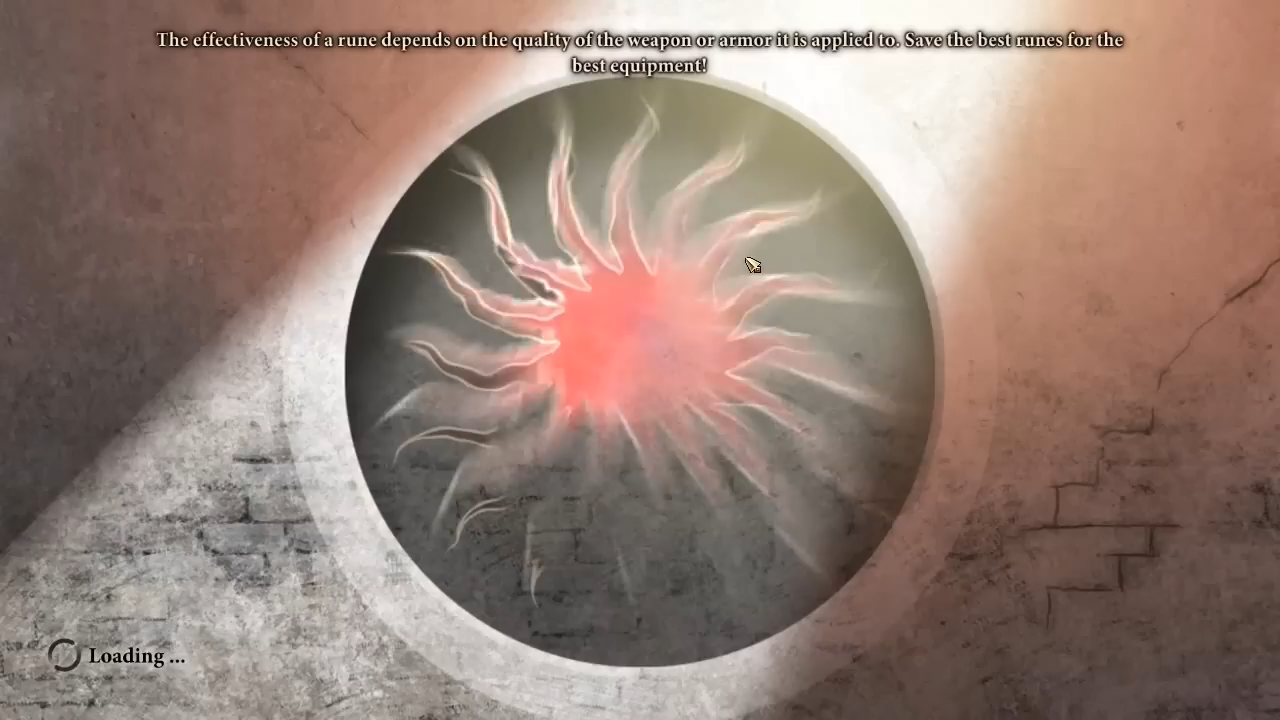 The effectiveness of a rune depends on the quality of the weapon or armor it is applied to. Save the best runes for the
best equipment!
Loading ...